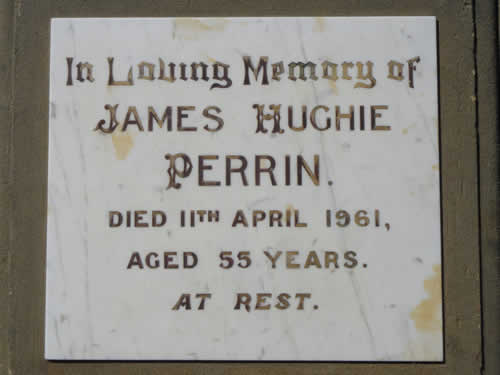 In Loving Memory of
JAMES HUGHIE
PERRIN.
DIED 11TH APRIL 1961,
AGED 55 YEARS.
AT REST.